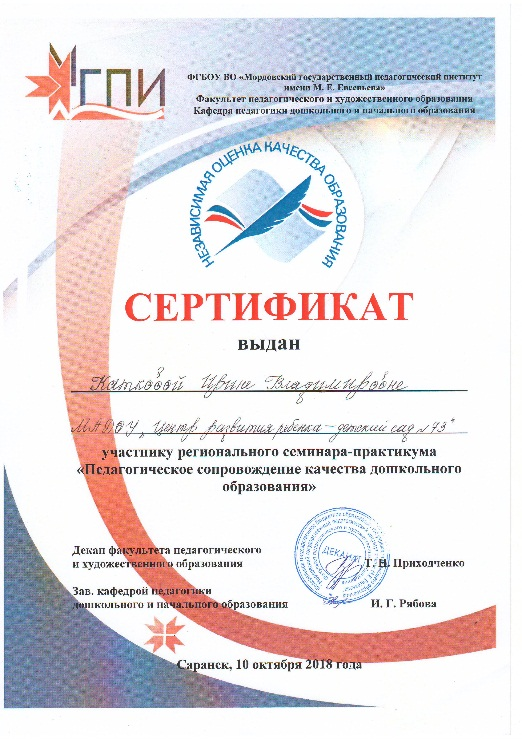 МГПИ
ФГБОУ ВО «Мордовский государственный педагогический институт
имени М. Е. Евсевьева»
Факультет педагогического и художественного образования
Кафедра педагогики дошкольного и начального образования
НЕЗАВИСИМАЯ ОЦЕНКА КАЧЕСТВА ОБРАЗОВАНИЯ
СЕРТИФИКАТ
выдан
Катковой Ирине Владимировне
МАДОУ „Центр развития ребенка – детский сад №73"
участнику регионального семинара-практикума
«Педагогическое сопровождение качества дошкольного
образования»
Декан факультета педагогического
и художественного образования Т. В. Приходченко
Зав. кафедрой педагогики
дошкольного и начального образования И. Г. Рябова
ДЕКАНАТ
Саранск, 10 октября 2018 года